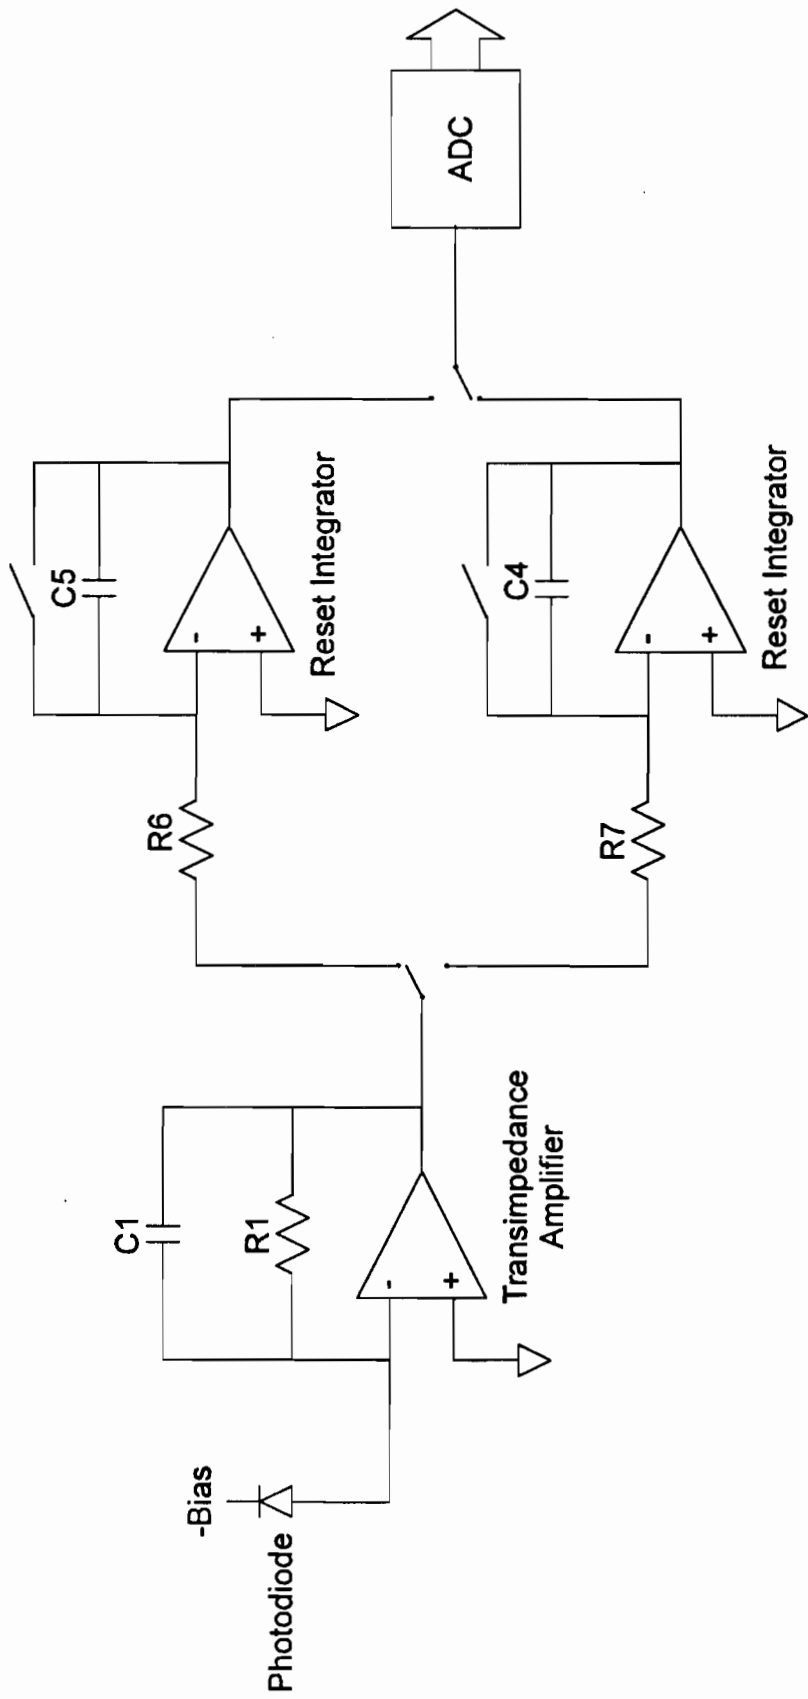 -Bias
Photodiode
C1
R1
-
+
Transimpedance
Amplifier
R6
C5
-
+
Reset Integrator
R7
C4
-
+
Reset Integrator
ADC